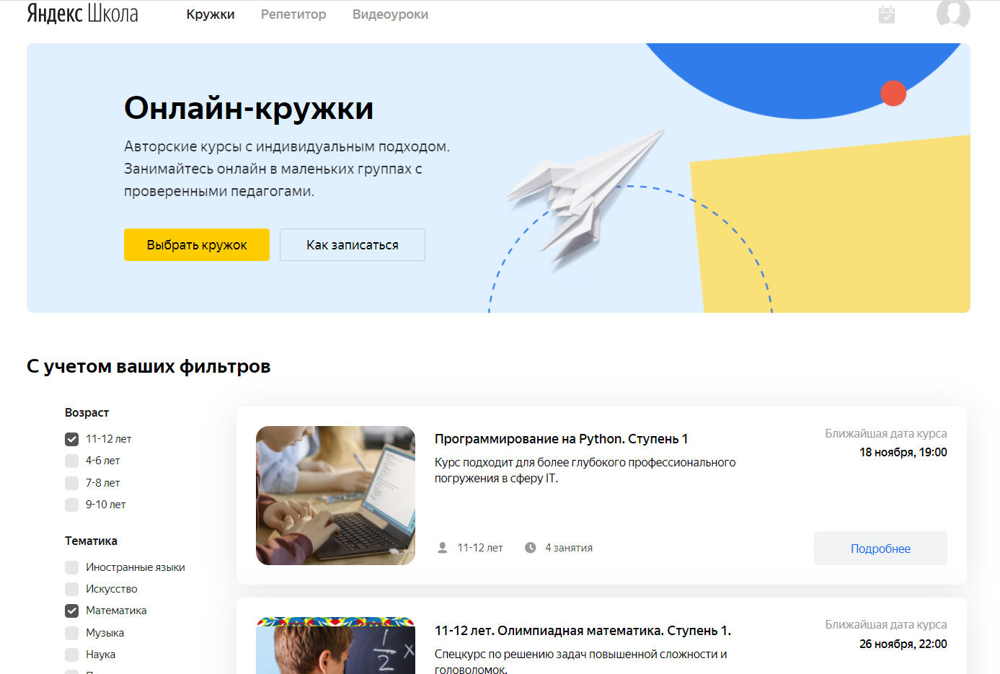 Яндекс Школа
Кружки
Репетитор
Видеоуроки
Онлайн-кружки
Авторские курсы с индивидуальным подходом.
Занимайтесь онлайн в маленьких группах с
проверенными педагогами.
Выбрать кружок
Как записаться
С учетом ваших фильтров
Возраст
11-12 лет
4-6 лет
7-8 лет
9-10 лет
Тематика
Иностранные языки
Искусство
Математика
Музыка
Наука
Программирование на Python. Ступень 1
Курс подходит для более глубокого профессионального
погружения в сферу IT.
11-12 лет
4 занятия
Ближайшая дата курса
18 ноября, 19:00
Подробнее
11-12 лет. Олимпиадная математика. Ступень 1.
Спецкурс по решению задач повышенной сложности и
головоломок.
Ближайшая дата курса
26 ноября, 22:00
1
2
x